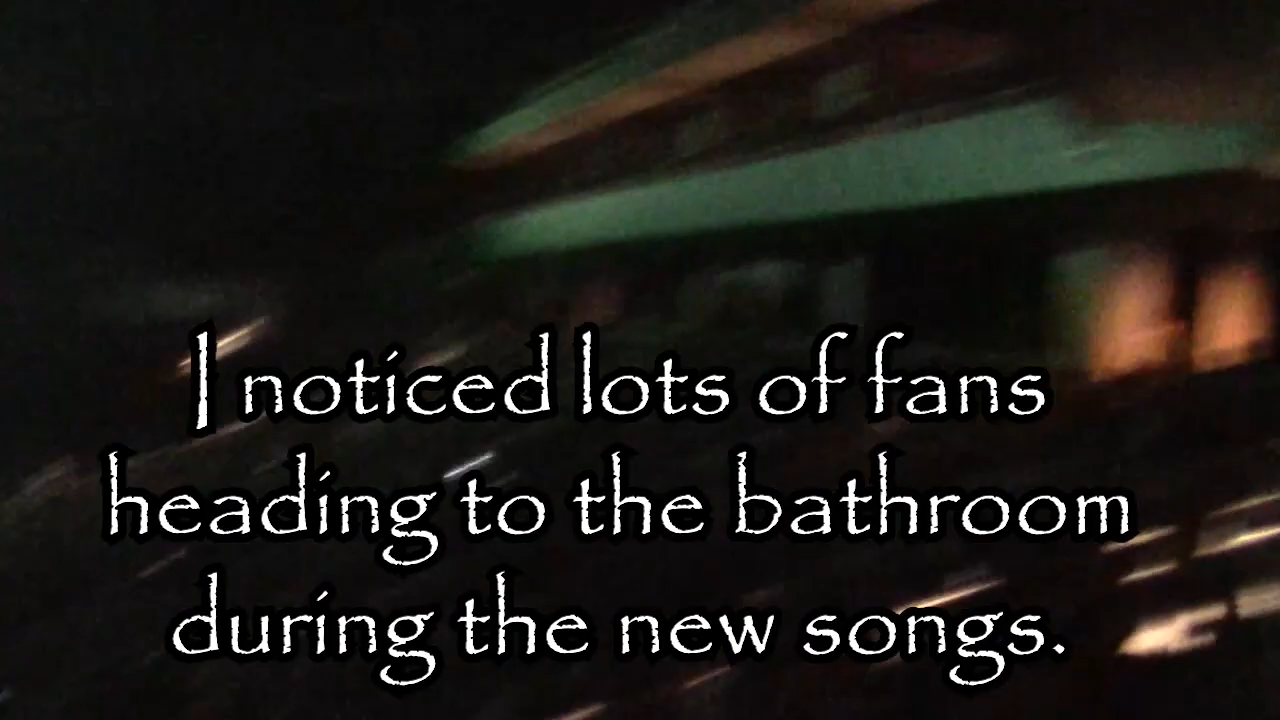 I noticed lots of fans
heading to the bathroom
during the new songs.